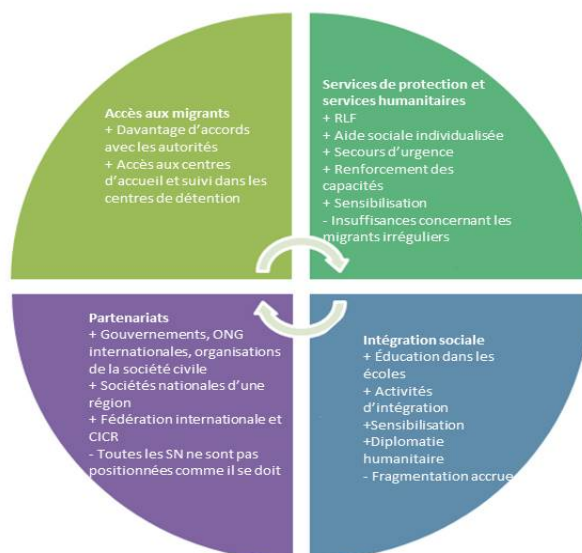 Accès aux migrants
+ Davantage d'accords
avec les autorités
+ Accès aux centres
d'accueil et suivi dans les
centres de détention
Services de protection et
services humanitaires
+ RLF
+ Aide sociale individualisée
+ Secours d'urgence
+ Renforcement des
capacités
+ Sensibilisation
- Insuffisances concernant les
migrants irréguliers
Partenariats
+ Gouvernements, ONG
internationales, organisations
de la société civile
+ Sociétés nationales d'une
région
+ Fédération internationale et
CICR
- Toutes les SN ne sont pas
positionnées comme il se doit
Intégration sociale
+ Éducation dans les
écoles
+ Activités
d'intégration
+Sensibilisation
+Diplomatie
humanitaire
- Fragmentation accrue